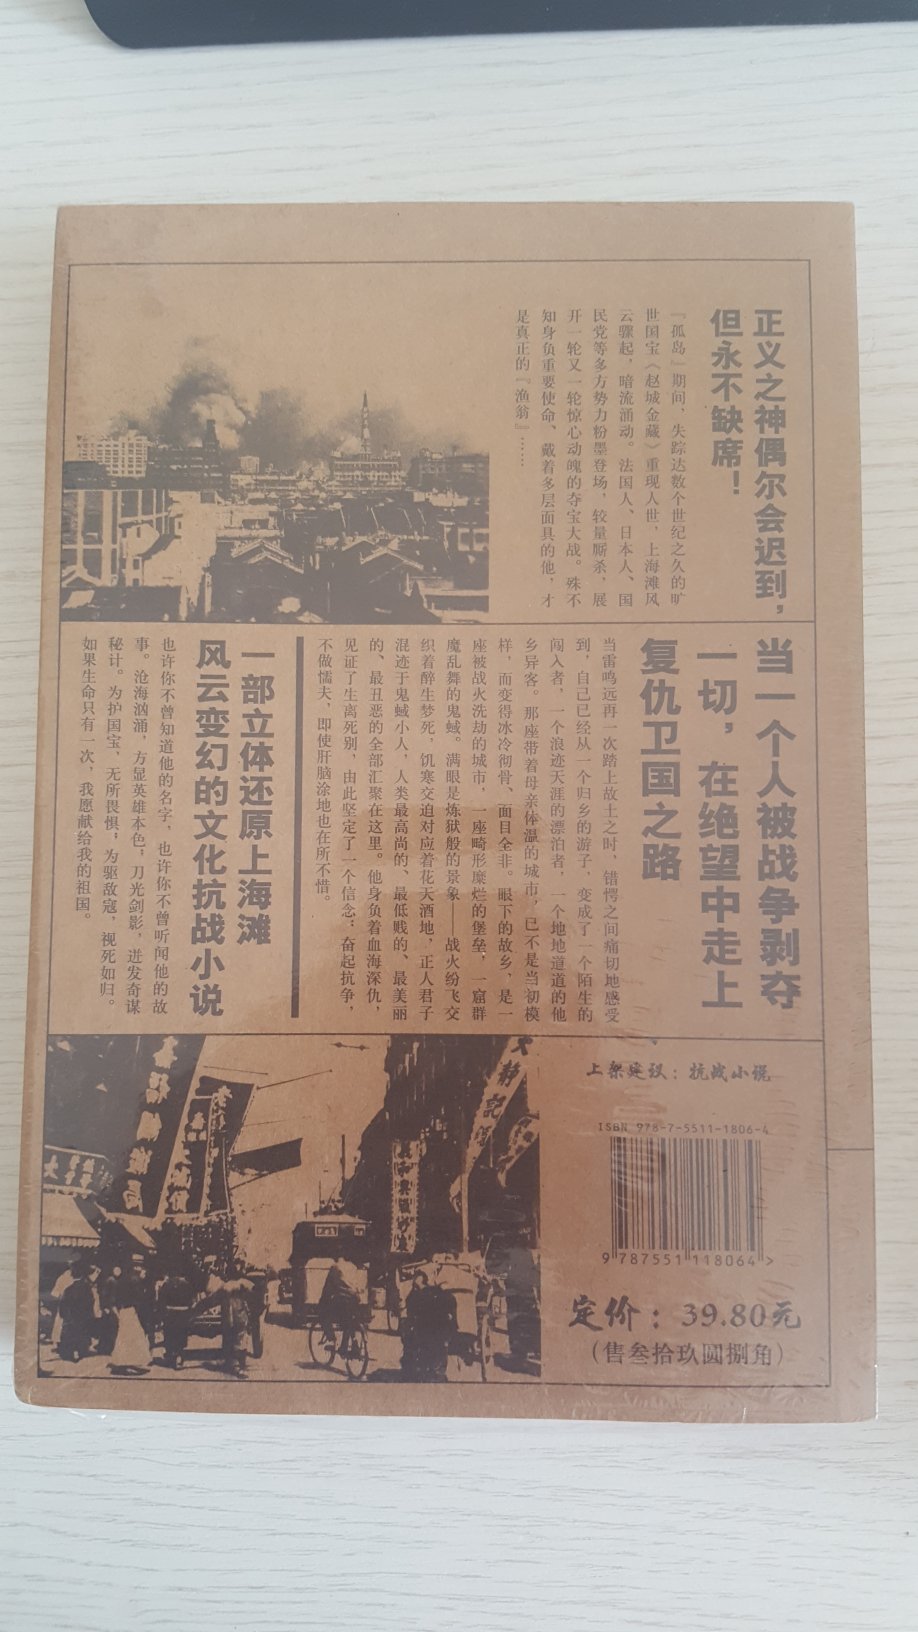 正义之神偶尔会迟到，
但永不缺席！
『孤岛』期间，失踪达数个世纪之久的旷
世国宝《赵城金藏》重现人世，上海滩风
云骤起，暗流涌动。法国人、日本人、国
民党等多方势力粉墨登场，较量厮杀，展
开一轮又一轮惊心动魄的夺宝大战。殊不
知身负重要使命、戴着多层面具的他，才
是真正的『渔翁』……
当一个人被战争剥夺
一切，在绝望中走上
复仇卫国之路
当雷鸣远再一次踏上故土之时，错愕之间痛切地感受
到，自己已经从一个归乡的游子，变成了一个陌生的
闯入者，一个浪迹天涯的漂泊者，一个地地道道的他
乡异客。那座带着母亲体温的城市，已不是当初模
样，而变得冰冷彻骨、面目全非。眼下的故乡，是一
座被战火洗劫的城市，一座畸形糜烂的堡垒，一窟群
魔乱舞的鬼蜮。满眼是炼狱般的景象——战火纷飞交
织着醉生梦死，饥寒交迫对应着花天酒地，正人君子
混迹于鬼蜮小人，人类最高尚的、最低贱的、最美丽
的、最丑恶的全部汇聚在这里。他身负着血海深仇，
见证了生离死别，由此坚定了一个信念：奋起抗争，
不做懦夫，即使肝脑涂地也在所不惜。
一部立体还原上海滩
风云变幻的文化抗战小说
也许你不曾知道他的名字，也许你不曾听闻他的故
事。沧海汹涌，方显英雄本色；刀光剑影，迸发奇谋
秘计。为护国宝，无所畏惧；为驱敌寇，视死如归。
如果生命只有一次，我愿献给我的祖国。
上架建议：抗战小说
ISBN 978-7-5511-1806-4
9 787551 118064 >
定价：39.80元
（售叁拾玖圆捌角）